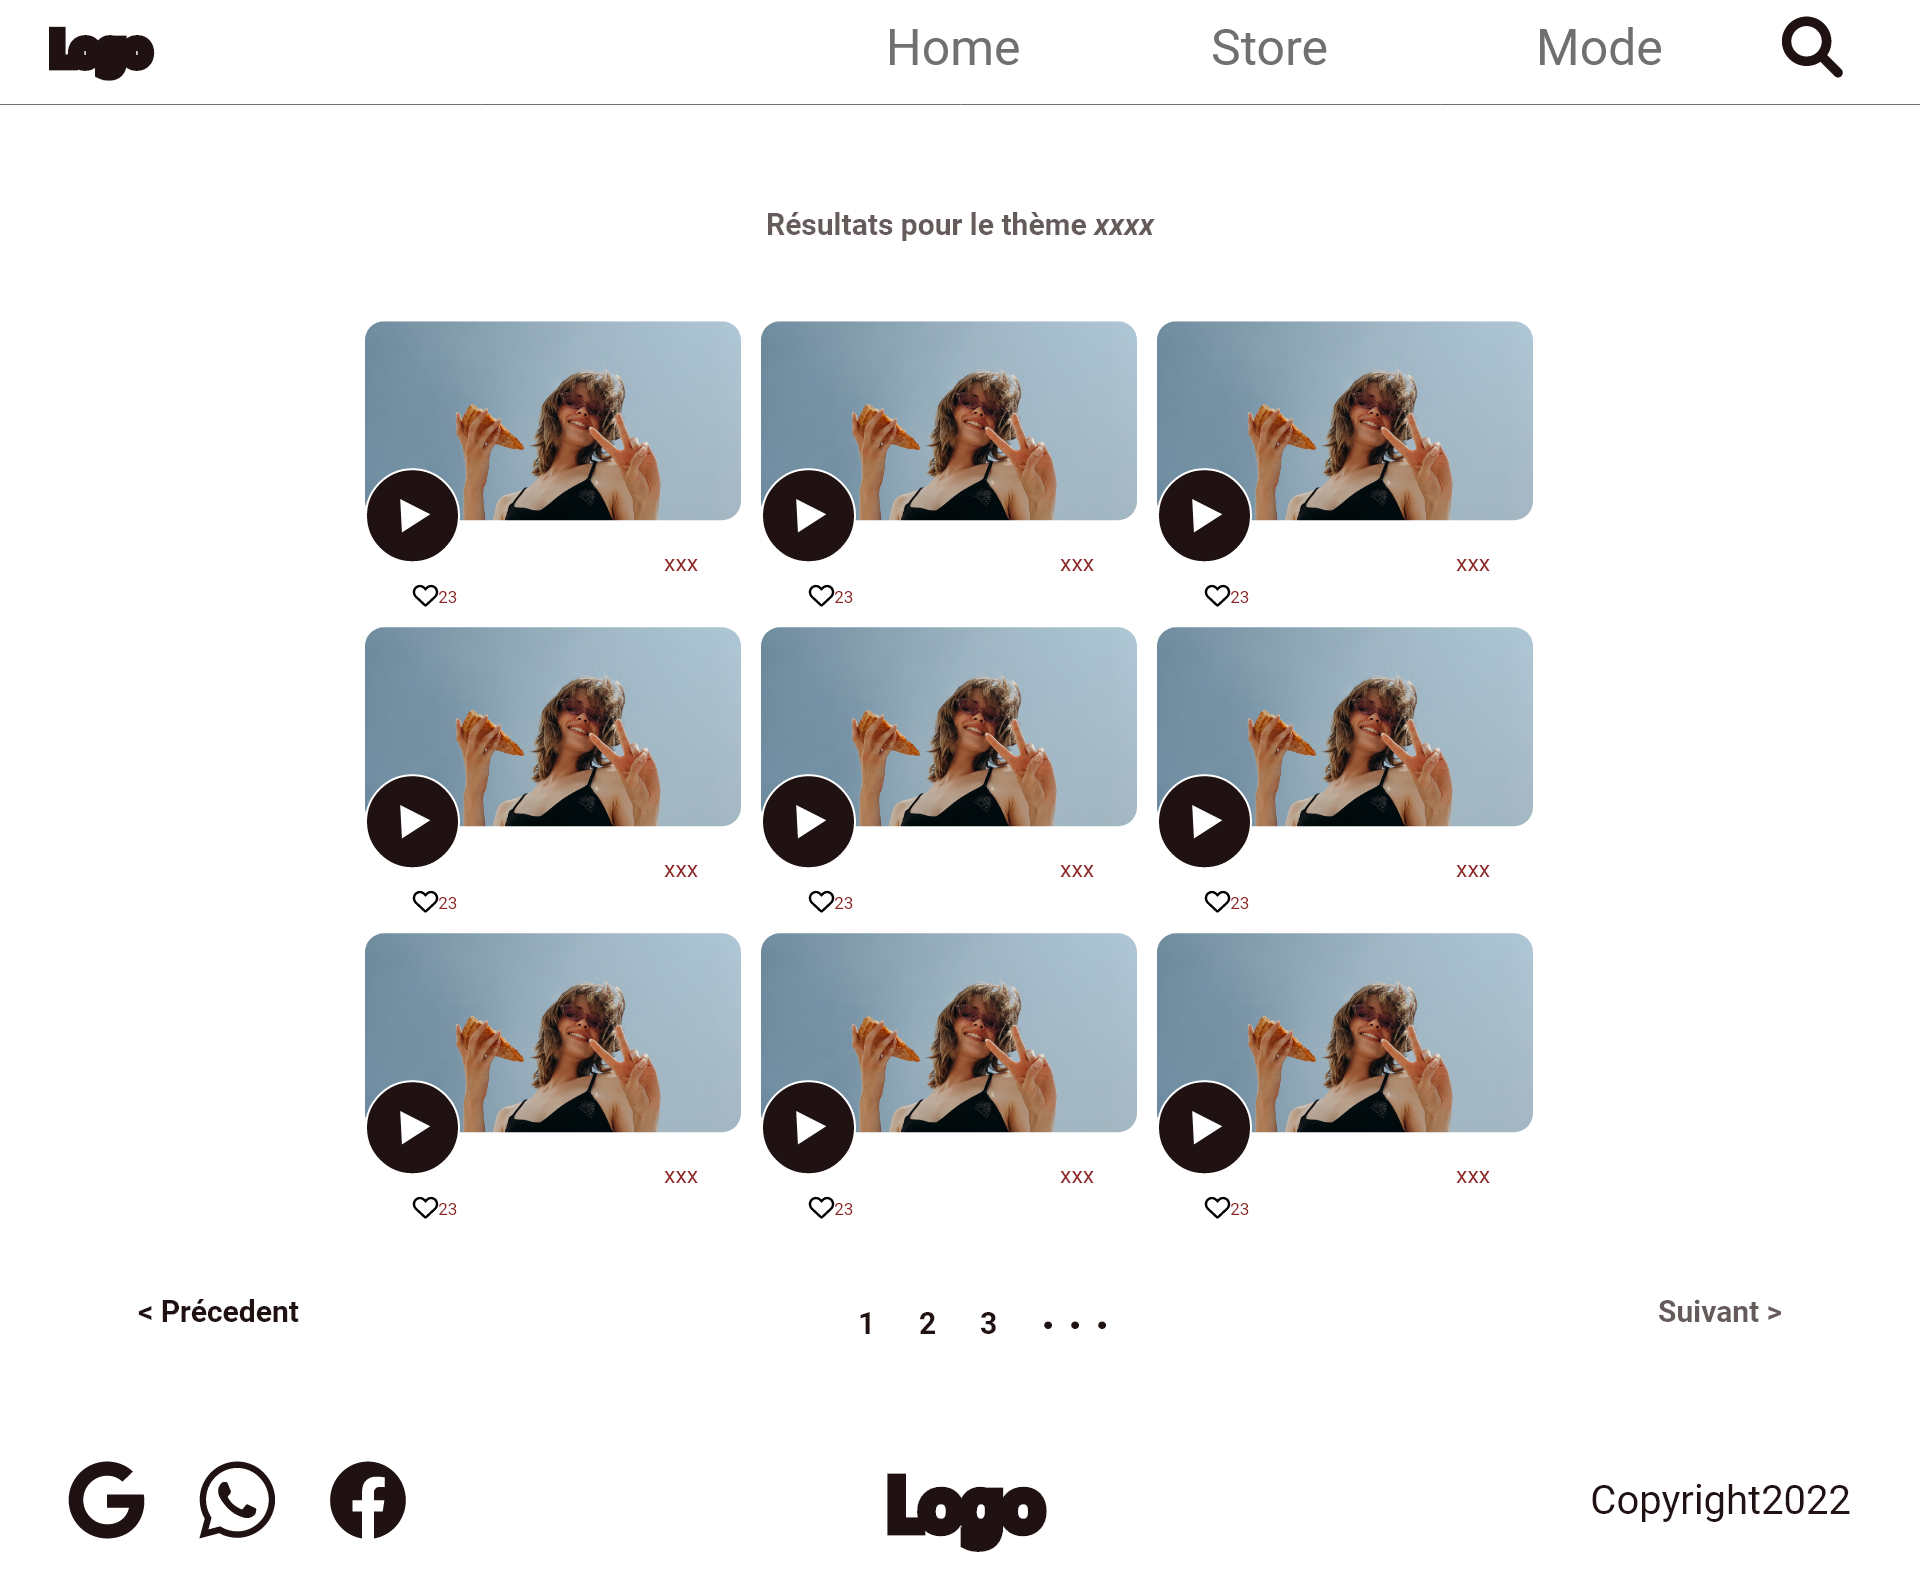 Logo
Home
Store
Mode
Résultats pour le thème xxxx
xxx
xxx
xxx
23
23
23
xxx
xxx
xxx
23
23
23
xxx
xxx
xxx
23
23
23
< Précedent
1 2 3 • • •
Suivant >
Logo
Copyright2022